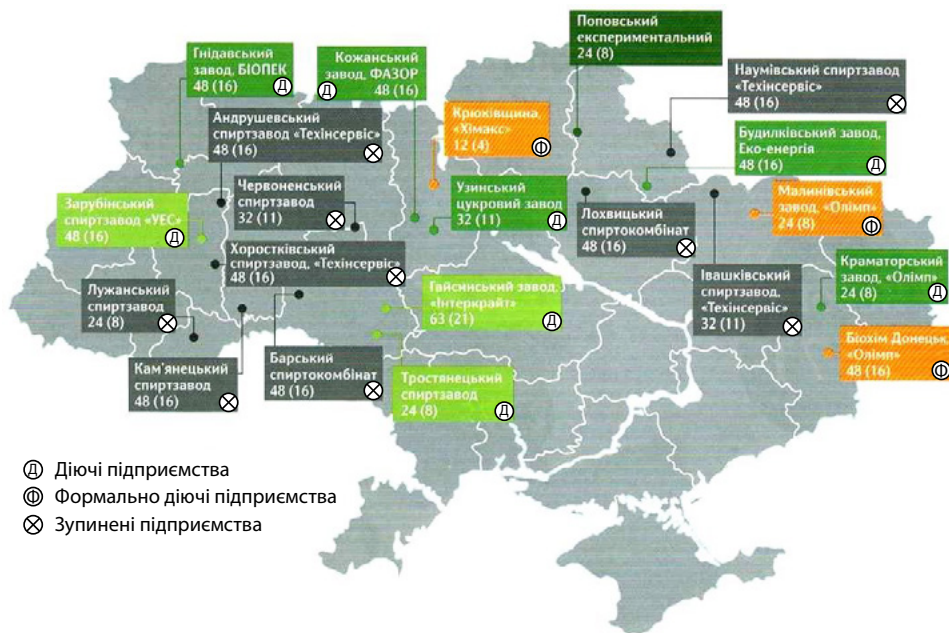 Поповський
експериментальний
24 (8)
Гнідавський
завод, БІОПЕК
48 (16)
Д
Кожанський
завод, ФАЗОР
Д
48 (16)
Наумівський спиртзавод
«Техінсервіс»
48 (16)
Андрушевський
спиртзавод «Техінсервіс»
48 (16)
Крюківщина,
«Хімакс»
12 (4)
Ф
Будилківський завод,
Еко-енергія
48 (16)
Д
Червоненський
спиртзавод
32 (11)
Узинський
цукровий завод
32 (11)
Д
Лохвицький
спиртокомбінат
48 (16)
Малинівський
завод, «Олімп»
24 (8)
Ф
Зарубінський
спиртзавод «УЕС»
48 (16)
Д
Хоростківський
спиртзавод, «Техінсервіс»
48 (16)
Івашківський
спиртзавод,
«Техінсервіс»
32 (11)
Краматорський
завод, «Олімп»
24 (8)
Д
Лужанський
спиртзавод
24 (8)
Гайсинський завод,
«Інтеркрайт»
63 (21)
Д
Біохім Донецьк,
«Олімп»
48 (16)
Ф
Кам'янецький
спиртзавод
48 (16)
Барський
спиртокомбінат
48 (16)
Тростянецький
спиртзавод
24 (8)
Д
Д Діючі підприємства
Ф Формально діючі підприємства
Зупинені підприємства